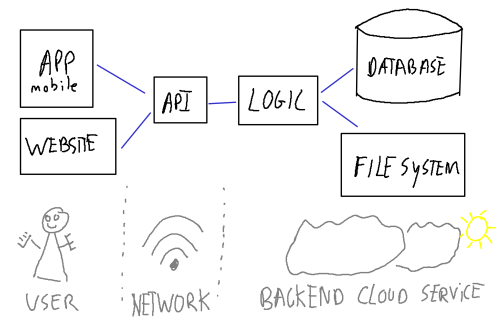 APP
mobile
WEBSITE
API
LOGIC
DATABASE
FILE SYSTEM
USER
NETWORK
BACKEND CLOUD SERVICE